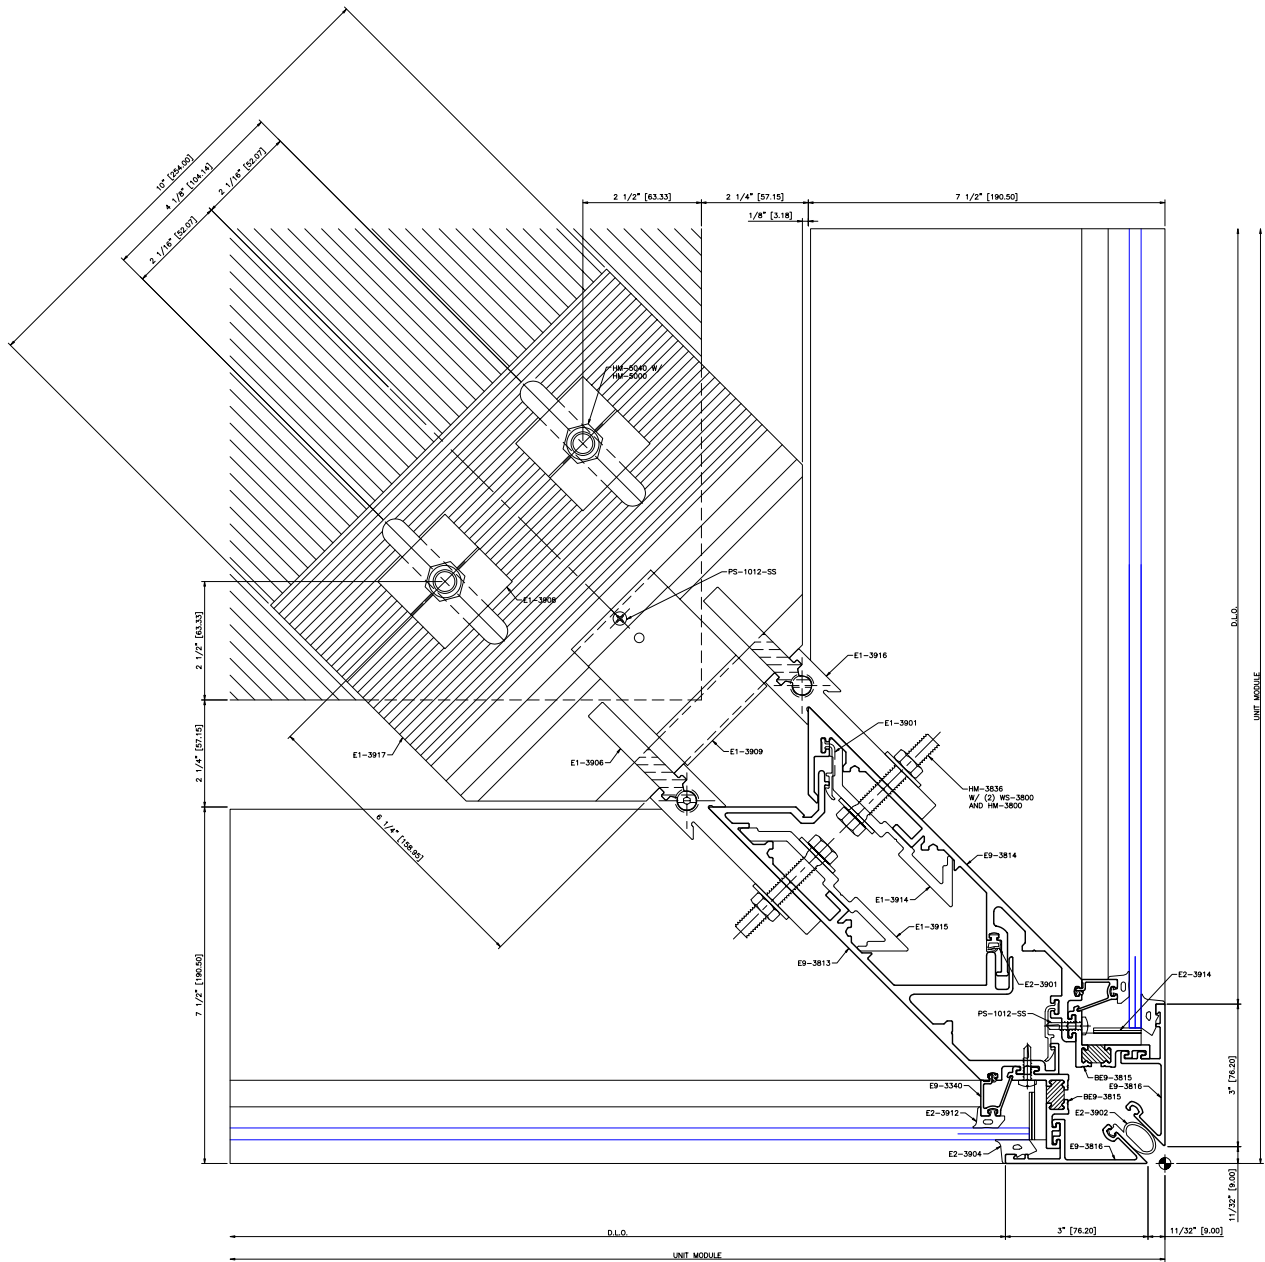 10" [254.00]
4 1/8" [104.14]
2 1/16" [52.07]
2 1/16" [52.07]
2 1/2" [63.33]
2 1/4" [57.15]
7 1/2" [190.50]
1/8" [3.18]
HM-5040 W/
HM-5000
PS-1012-SS
E1-3908
2 1/2" [63.33]
D.L.O.
UNIT MODULE
E1-3916
E1-3901
E1-3917
E1-3906
E1-3909
2 1/4" [57.15]
HM-3836
W/ (2) WS-3800
AND HM-3800
6 1/4" [158.95]
E9-3814
E1-3914
E1-3915
E9-3813
E2-3901
E2-3914
7 1/2" [190.50]
PS-1012-SS
BE9-3815
E9-3816
E9-3340
BE9-3815
E2-3912
E2-3902
3" [76.20]
E9-3816
E2-3904
11/32" [9.00]
D.L.O.
3" [76.20]
11/32" [9.00]
UNIT MODULE